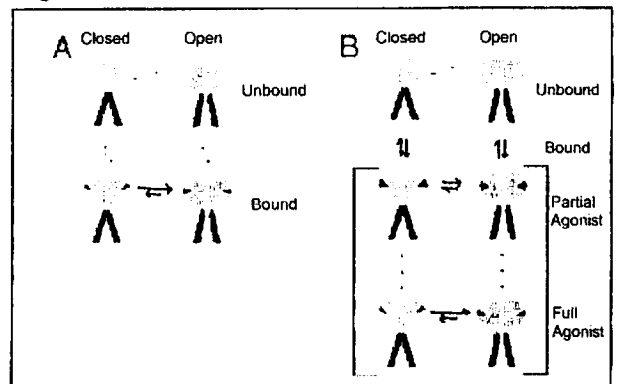 A Closed Open
Unbound
Bound
B Closed Open
Unbound
Bound
Partial
Agonist
Full
Agonist